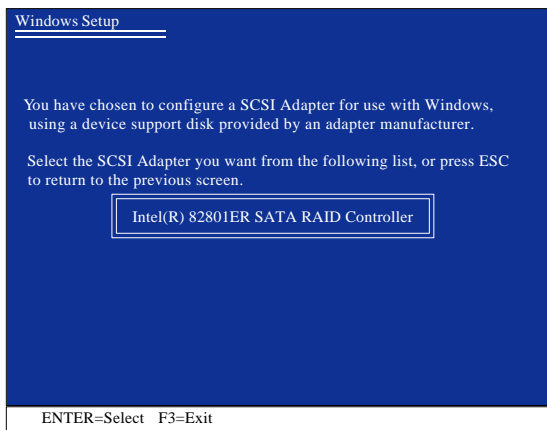 Windows Setup
You have chosen to configure a SCSI Adapter for use with Windows,
using a device support disk provided by an adapter manufacturer.
Select the SCSI Adapter you want from the following list, or press ESC
to return to the previous screen.
Intel(R) 82801ER SATA RAID Controller
ENTER=Select F3=Exit